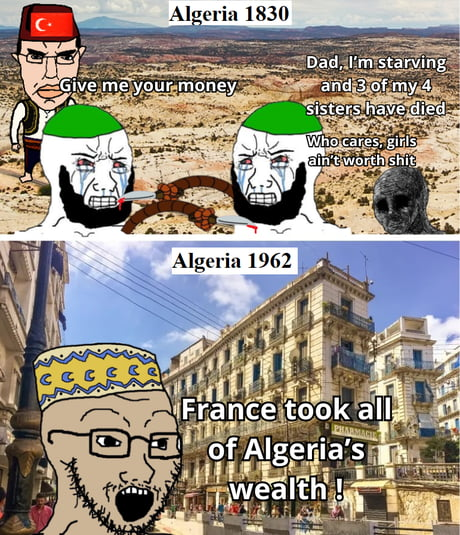 Algeria 1830
Dad, I'm starving
and 3 of my 4
sisters have died
Give me your money
Who cares, girls
ain't worth shit
Algeria 1962
France took all
of Algeria's
wealth !
PHARMACIE